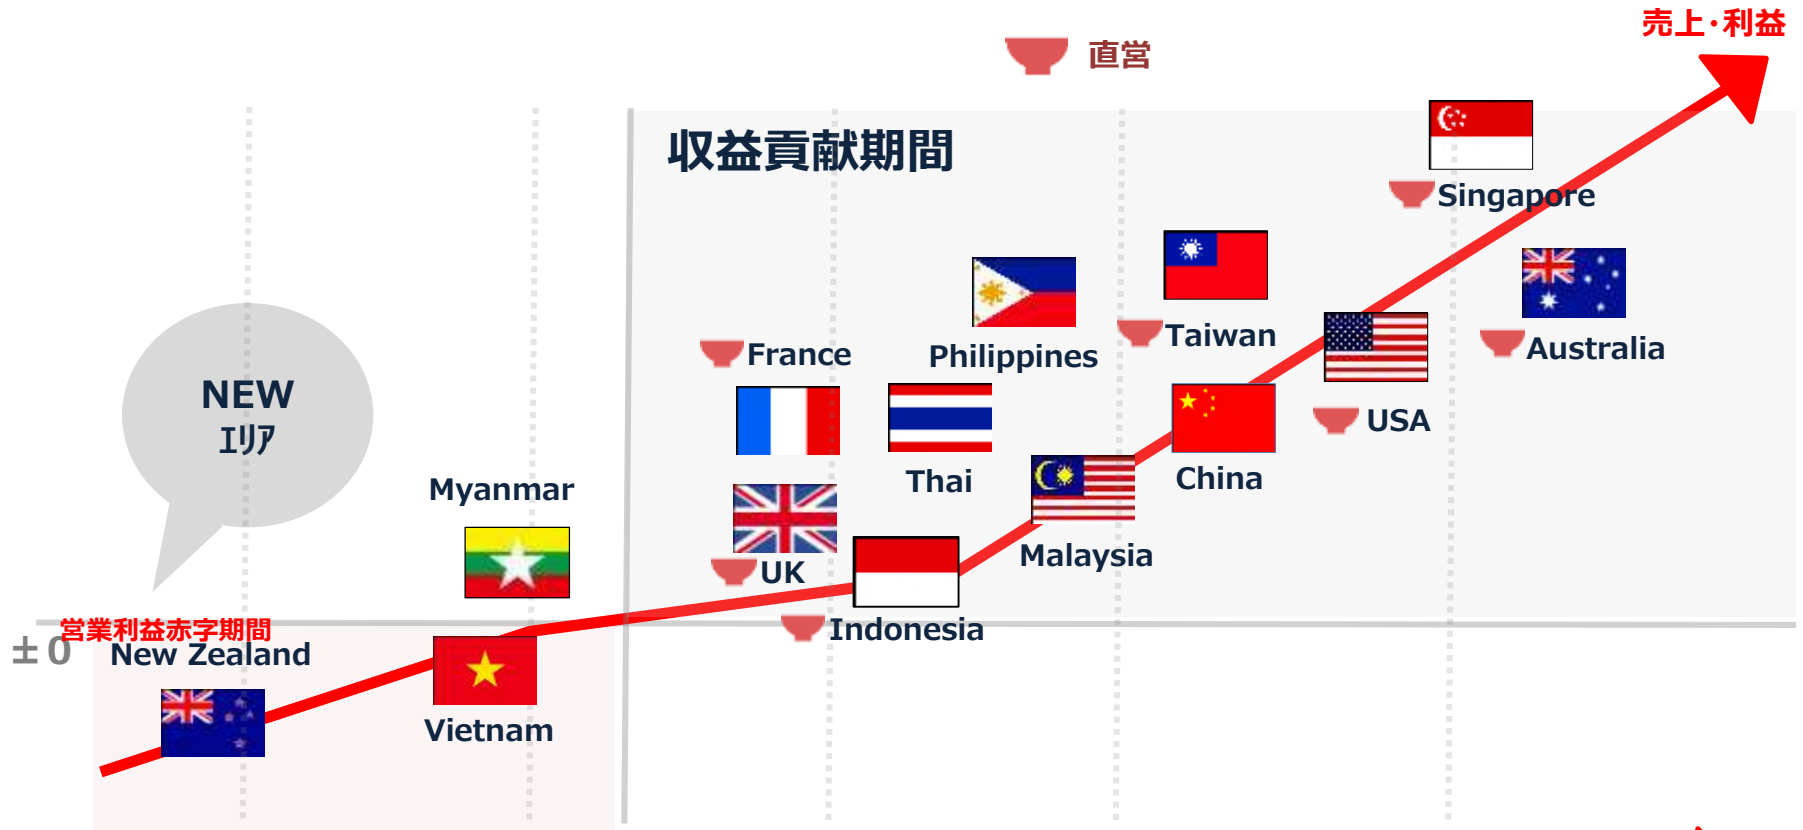 売上･利益
直営
収益貢献期間
Singapore
Taiwan
Australia
France
Philippines
NEW
ｴﾘｱ
USA
Thai
China
Myanmar
Malaysia
UK
営業利益赤字期間
Indonesia
±0
New Zealand
Vietnam